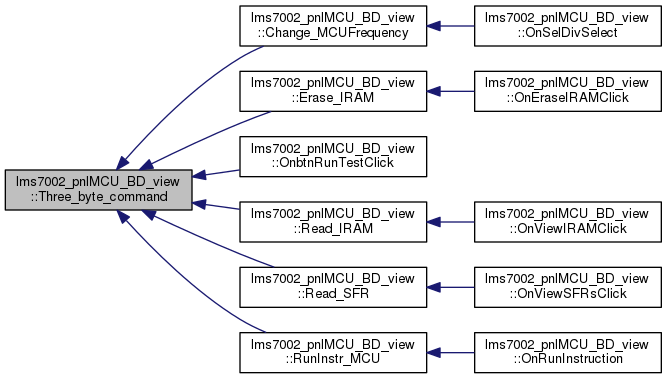 lms7002_pnlMCU_BD_view
::Change_MCUFrequency
lms7002_pnlMCU_BD_view
::OnSelDivSelect
lms7002_pnlMCU_BD_view
::Erase_IRAM
lms7002_pnlMCU_BD_view
::OnEraseIRAMClick
lms7002_pnlMCU_BD_view
::OnbtnRunTestClick
lms7002_pnlMCU_BD_view
::Three_byte_command
lms7002_pnlMCU_BD_view
::Read_IRAM
lms7002_pnlMCU_BD_view
::OnViewIRAMClick
lms7002_pnlMCU_BD_view
::Read_SFR
lms7002_pnlMCU_BD_view
::OnViewSFRsClick
lms7002_pnlMCU_BD_view
::RunInstr_MCU
lms7002_pnlMCU_BD_view
::OnRunInstruction